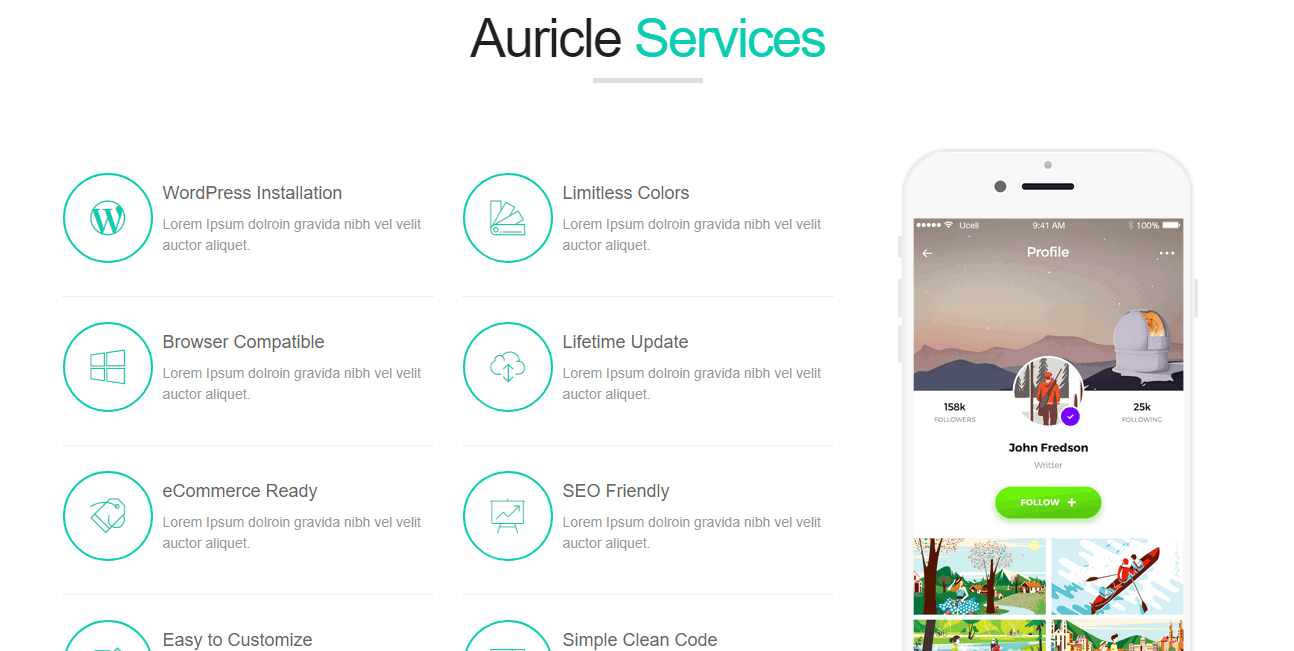 Auricle Services
WordPress Installation
Lorem Ipsum dolroin gravida nibh vel velit
auctor aliquet.
Limitless Colors
Lorem Ipsum dolroin gravida nibh vel velit
auctor aliquet.
Browser Compatible
Lorem Ipsum dolroin gravida nibh vel velit
auctor aliquet.
Lifetime Update
Lorem Ipsum dolroin gravida nibh vel velit
auctor aliquet.
eCommerce Ready
Lorem Ipsum dolroin gravida nibh vel velit
auctor aliquet.
SEO Friendly
Lorem Ipsum dolroin gravida nibh vel velit
auctor aliquet.
Easy to Customize
Simple Clean Code
Ucell 9:41 AM 100%
Profile
158k
FOLLOWERS
25k
FOLLOWING
John Fredson
Writter
FOLLOW +